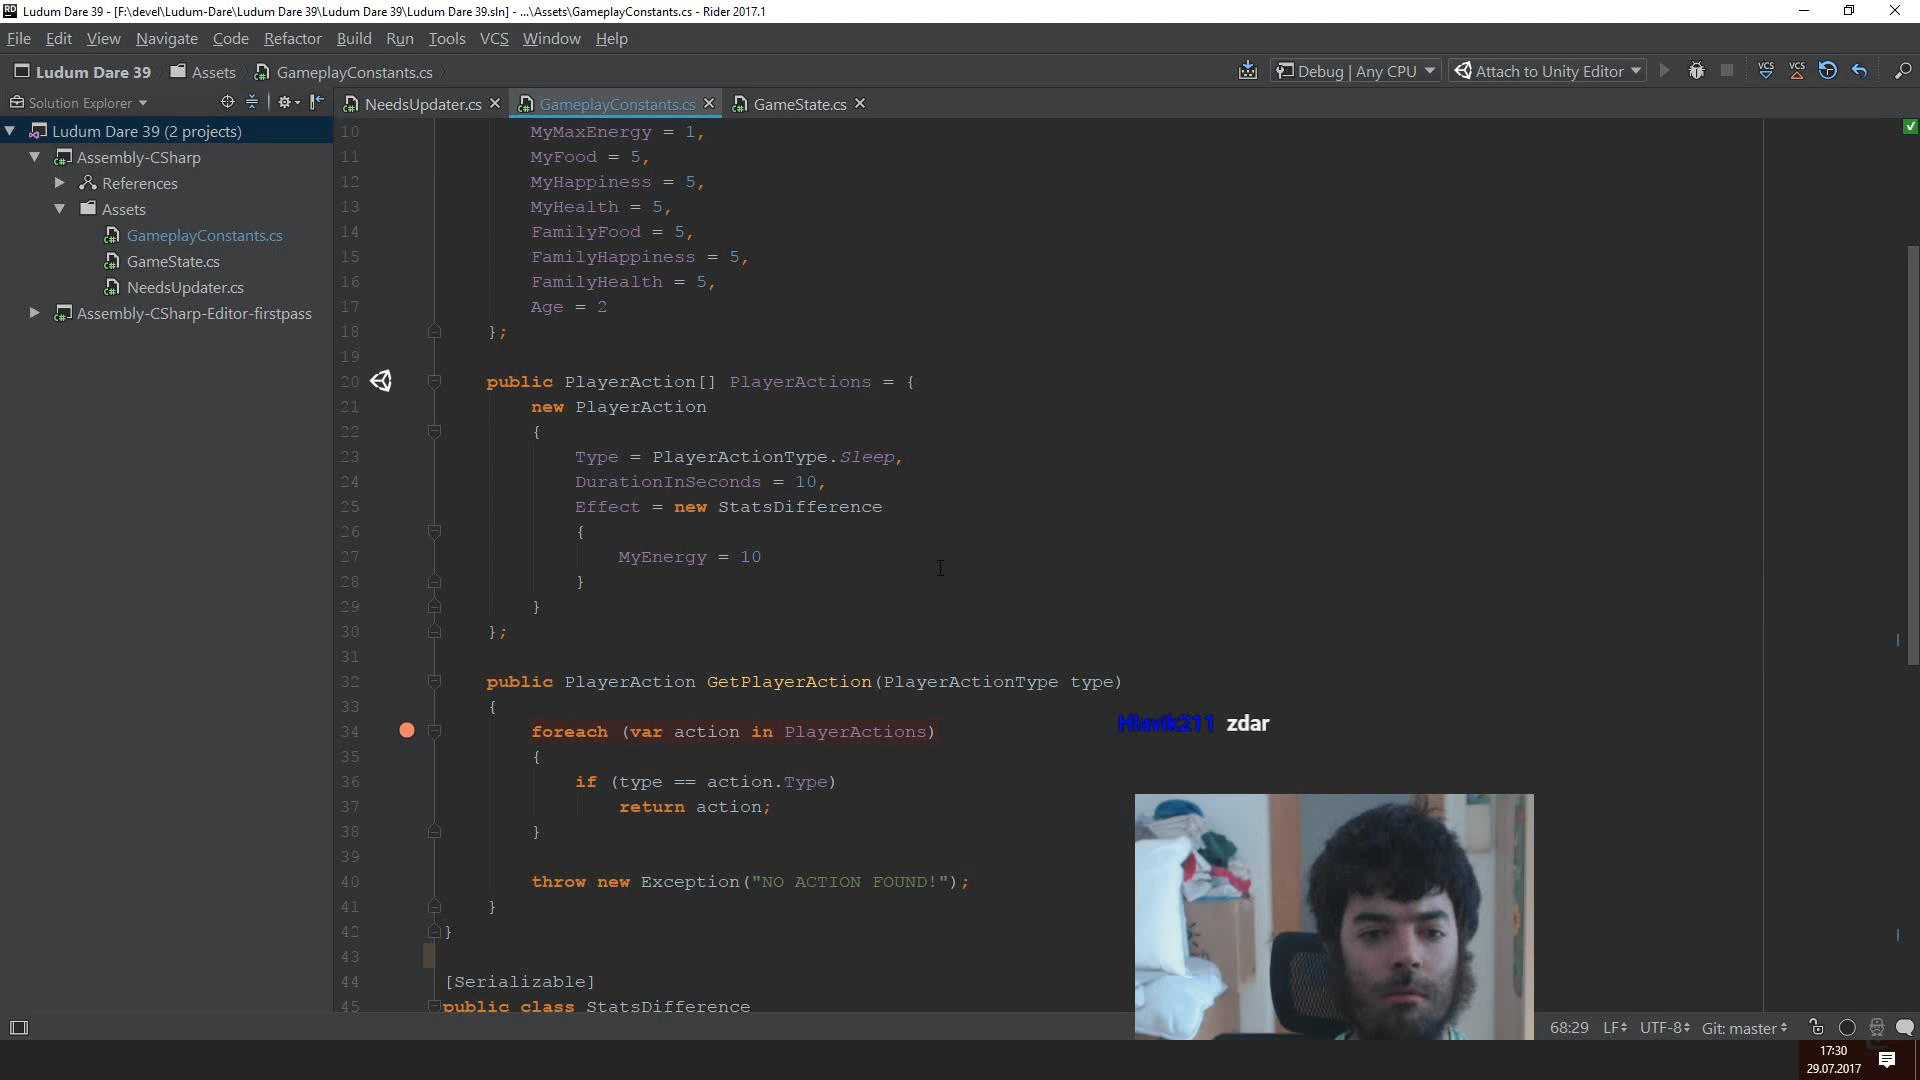 Ludum Dare 39 - [F:\devel\Ludum-Dare\Ludum Dare 39\Ludum Dare 39\Ludum Dare 39.sln] - ...\Assets\GameplayConstants.cs - Rider 2017.1
File Edit View Navigate Code Refactor Build Run Tools VCS Window Help
Ludum Dare 39 Assets GameplayConstants.cs Debug | Any CPU Attach to Unity Editor VCS VCS
Solution Explorer NeedsUpdater.cs GameplayConstants.cs GameState.cs
Ludum Dare 39 (2 projects)
Assembly-CSharp
References
Assets
GameplayConstants.cs
GameState.cs
NeedsUpdater.cs
Assembly-CSharp-Editor-firstpass
10 MyMaxEnergy = 1,
11 MyFood = 5,
12 MyHappiness = 5,
13 MyHealth = 5,
14 FamilyFood = 5,
15 FamilyHappiness = 5,
16 FamilyHealth = 5,
17 Age = 2
18 };
19
20 public PlayerAction[] PlayerActions = {
21 new PlayerAction
22 {
23 Type = PlayerActionType.Sleep,
24 DurationInSeconds = 10,
25 Effect = new StatsDifference
26 {
27 MyEnergy = 10
28 }
29 }
30 };
31
32 public PlayerAction GetPlayerAction(PlayerActionType type)
33 {
34 foreach (var action in PlayerActions)
35 {
36 if (type == action.Type)
37 return action;
38 }
39
40 throw new Exception("NO ACTION FOUND!");
41 }
42 }
43
44 [Serializable]
45 public class StatsDifference
Hlavik211 zdar
68:29 LF UTF-8 Git: master
17:30
29.07.2017